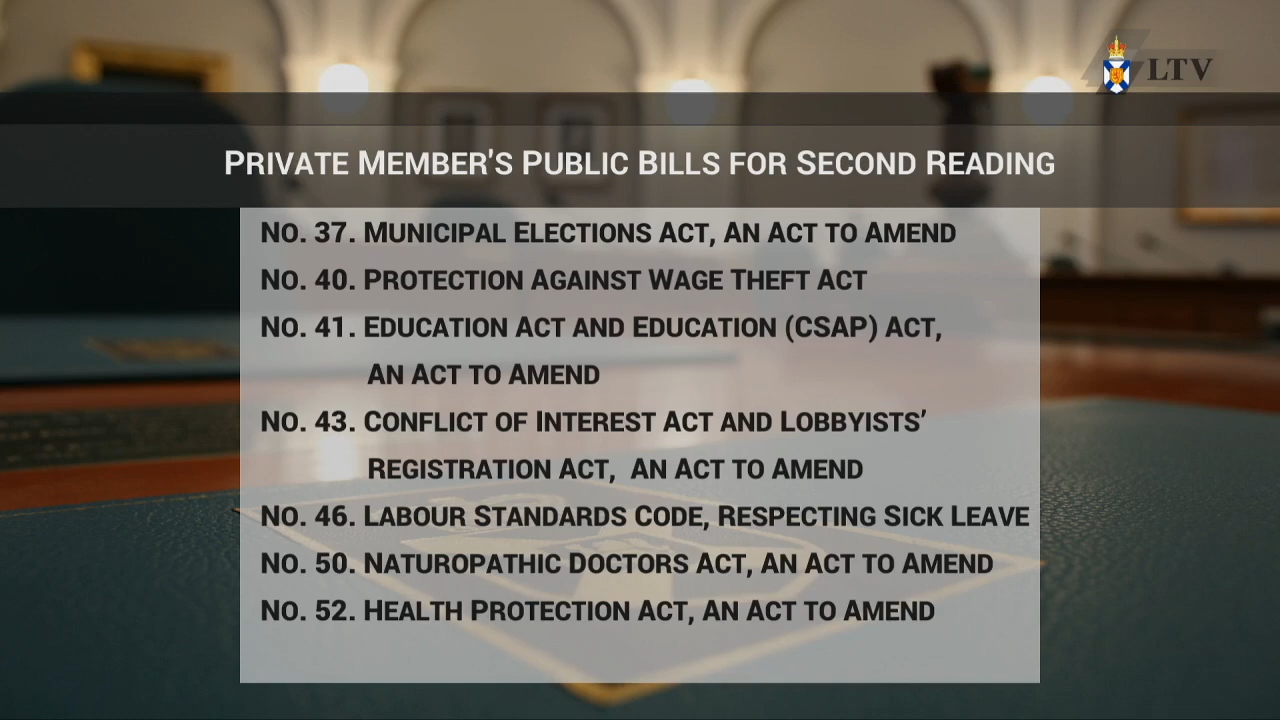 LTV
PRIVATE MEMBER'S PUBLIC BILLS FOR SECOND READING
NO. 37. MUNICIPAL ELECTIONS ACT, AN ACT TO AMEND
NO. 40. PROTECTION AGAINST WAGE THEFT ACT
NO. 41. EDUCATION ACT AND EDUCATION (CSAP) ACT,
AN ACT TO AMEND
NO. 43. CONFLICT OF INTEREST ACT AND LOBBYISTS’
REGISTRATION ACT, AN ACT TO AMEND
NO. 46. LABOUR STANDARDS CODE, RESPECTING SICK LEAVE
NO. 50. NATUROPATHIC DOCTORS ACT, AN ACT TO AMEND
NO. 52. HEALTH PROTECTION ACT, AN ACT TO AMEND